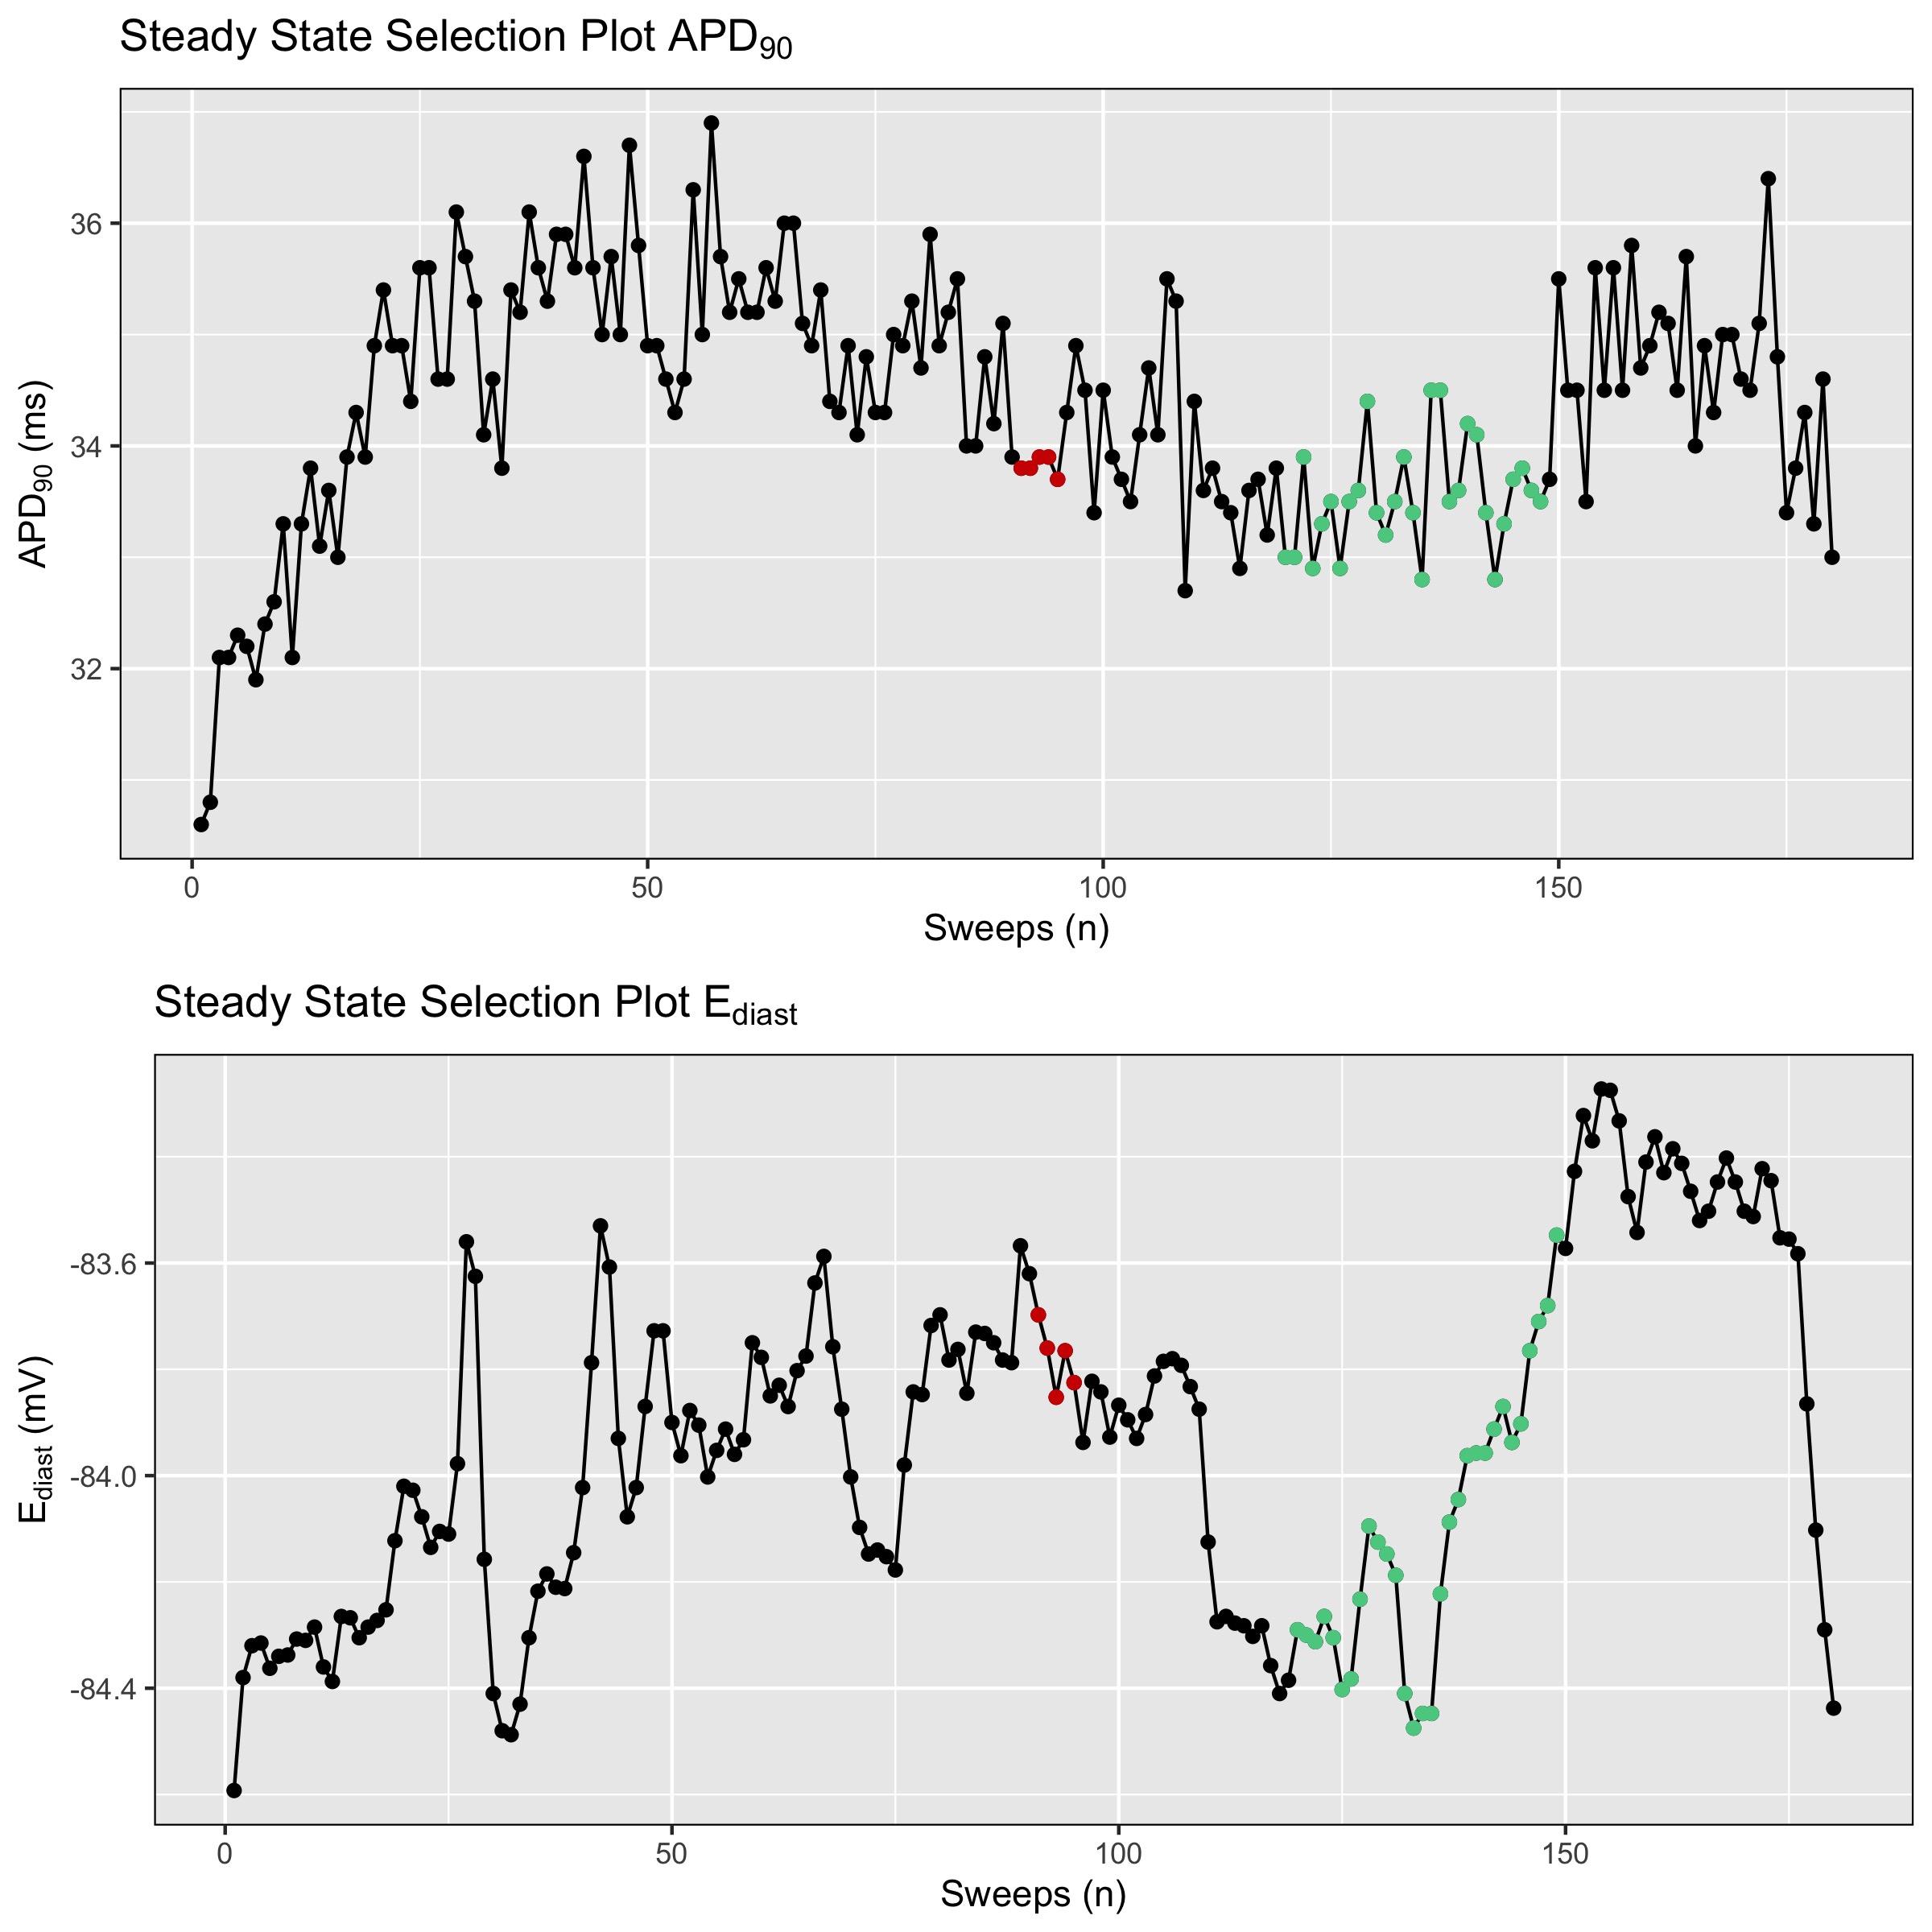 Steady State Selection Plot APD90
36
34
32
APD90 (ms)
0 50 100 150
Sweeps (n)
Steady State Selection Plot Ediast
-83.6
-84.0
-84.4
Ediast (mV)
0 50 100 150
Sweeps (n)